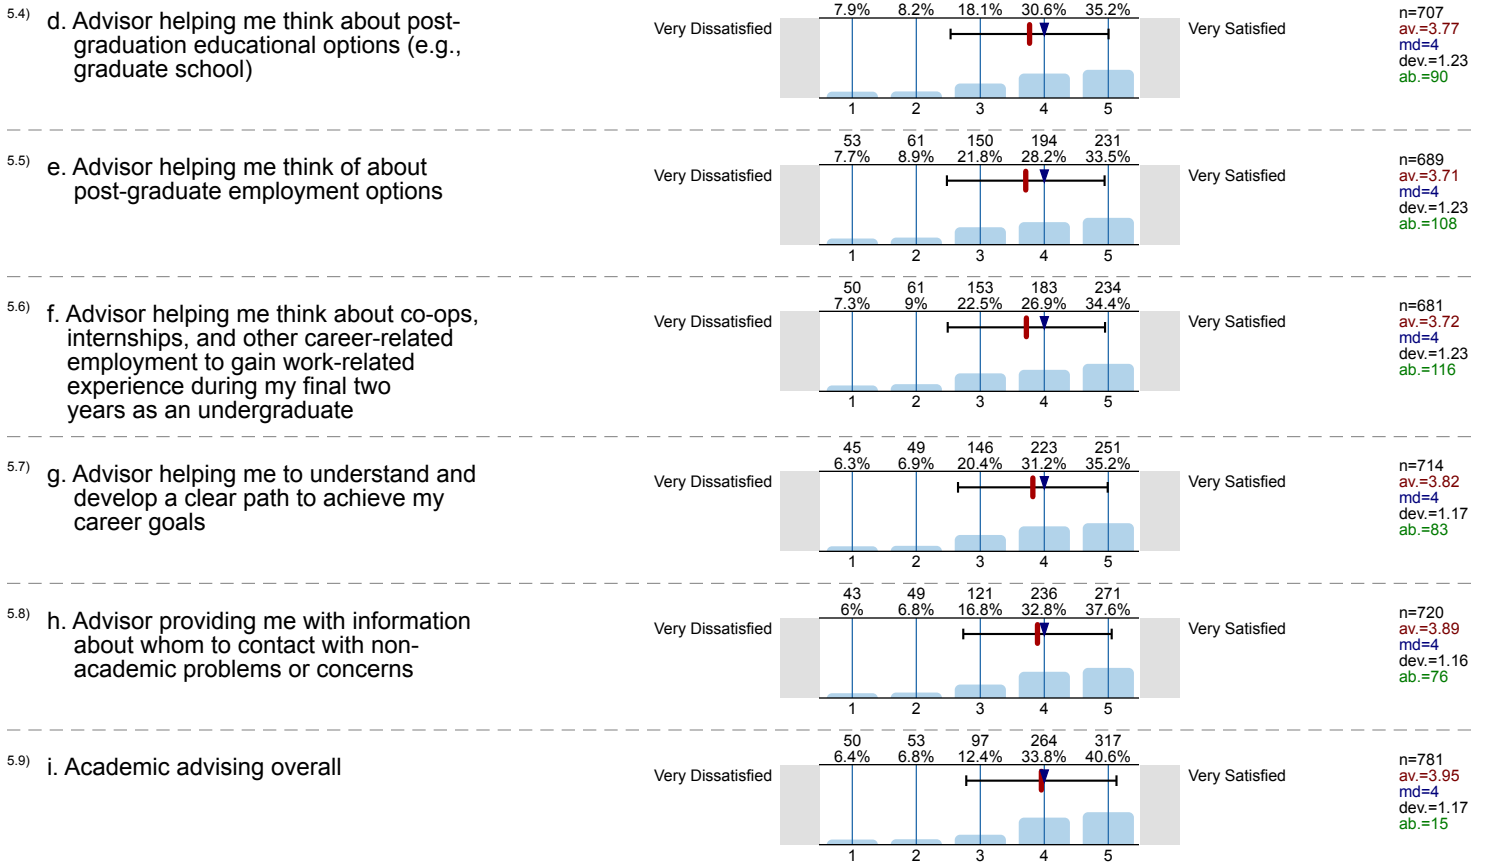 5.4) d. Advisor helping me think about post-
graduation educational options (e.g.,
graduate school)
7.9% 8.2% 18.1% 30.6% 35.2%
Very Dissatisfied Very Satisfied
1 2 3 4 5
n=707
av.=3.77
md=4
dev.=1.23
ab.=90
5.5) e. Advisor helping me think of about
post-graduate employment options
53 61 150 194 231
7.7% 8.9% 21.8% 28.2% 33.5%
Very Dissatisfied Very Satisfied
1 2 3 4 5
n=689
av.=3.71
md=4
dev.=1.23
ab.=108
5.6) f. Advisor helping me think about co-ops,
internships, and other career-related
employment to gain work-related
experience during my final two
years as an undergraduate
50 61 153 183 234
7.3% 9% 22.5% 26.9% 34.4%
Very Dissatisfied Very Satisfied
1 2 3 4 5
n=681
av.=3.72
md=4
dev.=1.23
ab.=116
5.7) g. Advisor helping me to understand and
develop a clear path to achieve my
career goals
45 49 146 223 251
6.3% 6.9% 20.4% 31.2% 35.2%
Very Dissatisfied Very Satisfied
1 2 3 4 5
n=714
av.=3.82
md=4
dev.=1.17
ab.=83
5.8) h. Advisor providing me with information
about whom to contact with non-
academic problems or concerns
43 49 121 236 271
6% 6.8% 16.8% 32.8% 37.6%
Very Dissatisfied Very Satisfied
1 2 3 4 5
n=720
av.=3.89
md=4
dev.=1.16
ab.=76
5.9) i. Academic advising overall
50 53 97 264 317
6.4% 6.8% 12.4% 33.8% 40.6%
Very Dissatisfied Very Satisfied
1 2 3 4 5
n=781
av.=3.95
md=4
dev.=1.17
ab.=15